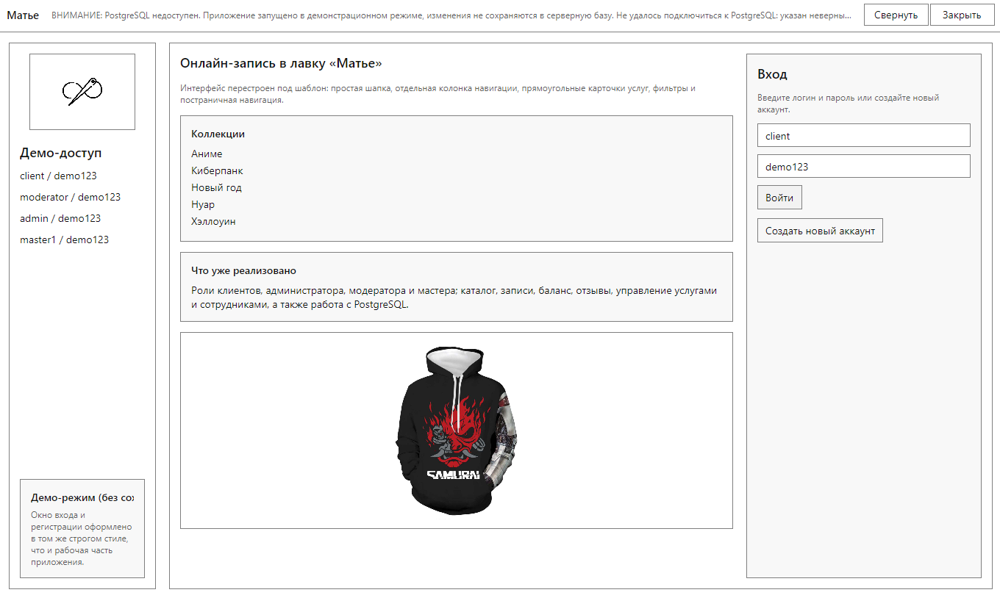 Матье
ВНИМАНИЕ: PostgreSQL недоступен. Приложение запущено в демонстрационном режиме, изменения не сохраняются в серверную базу. Не удалось подключиться к PostgreSQL: указан неверны...
Свернуть
Закрыть
Демо-доступ
client / demo123
moderator / demo123
admin / demo123
master1 / demo123
Демо-режим (без со
Окно входа и
регистрации оформлено
в том же строгом стиле,
что и рабочая часть
приложения.
Онлайн-запись в лавку «Матье»
Интерфейс перестроен под шаблон: простая шапка, отдельная колонка навигации, прямоугольные карточки услуг, фильтры и
постраничная навигация.
Коллекции
Аниме
Киберпанк
Новый год
Нуар
Хэллоуин
Что уже реализовано
Роли клиентов, администратора, модератора и мастера; каталог, записи, баланс, отзывы, управление услугами
и сотрудниками, а также работа с PostgreSQL.
SAMURAI
Вход
Введите логин и пароль или создайте новый
аккаунт.
client
demo123
Войти
Создать новый аккаунт